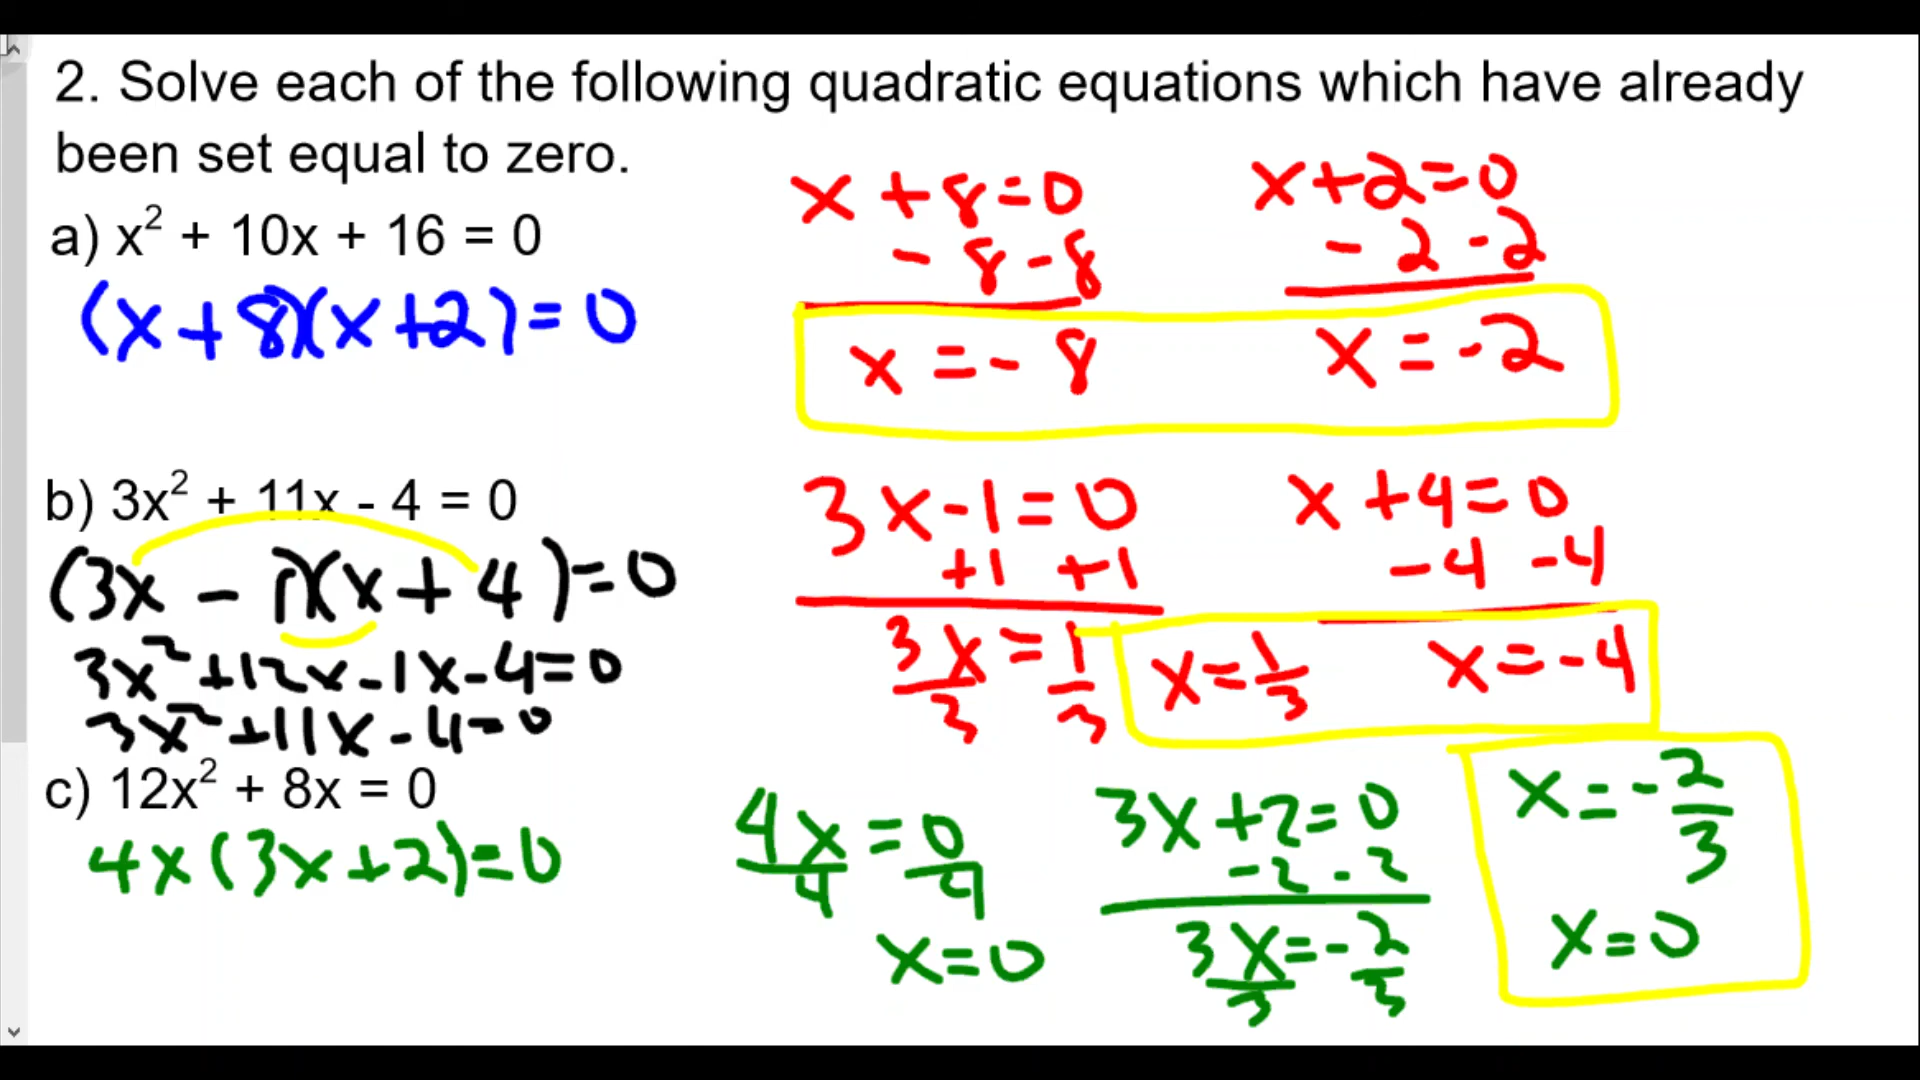 2. Solve each of the following quadratic equations which have already
been set equal to zero.
a) x² + 10x + 16 = 0
(x+8)(x+2)=0
x+8=0
-8 -8
x=-8
x+2=0
-2 -2
x=-2
b) 3x² + 11x - 4 = 0
(3x - 1)(x+4)=0
3x²+12x-1x-4=0
3x²+11x-4=0
3x-1=0
+1 +1
3x/3=1/3
x=1/3
x+4=0
-4 -4
x=-4
c) 12x² + 8x = 0
4x(3x+2)=0
4x/4=0/4
x=0
3x+2=0
-2 -2
3x/3=-2/3
x=-2/3
x=0